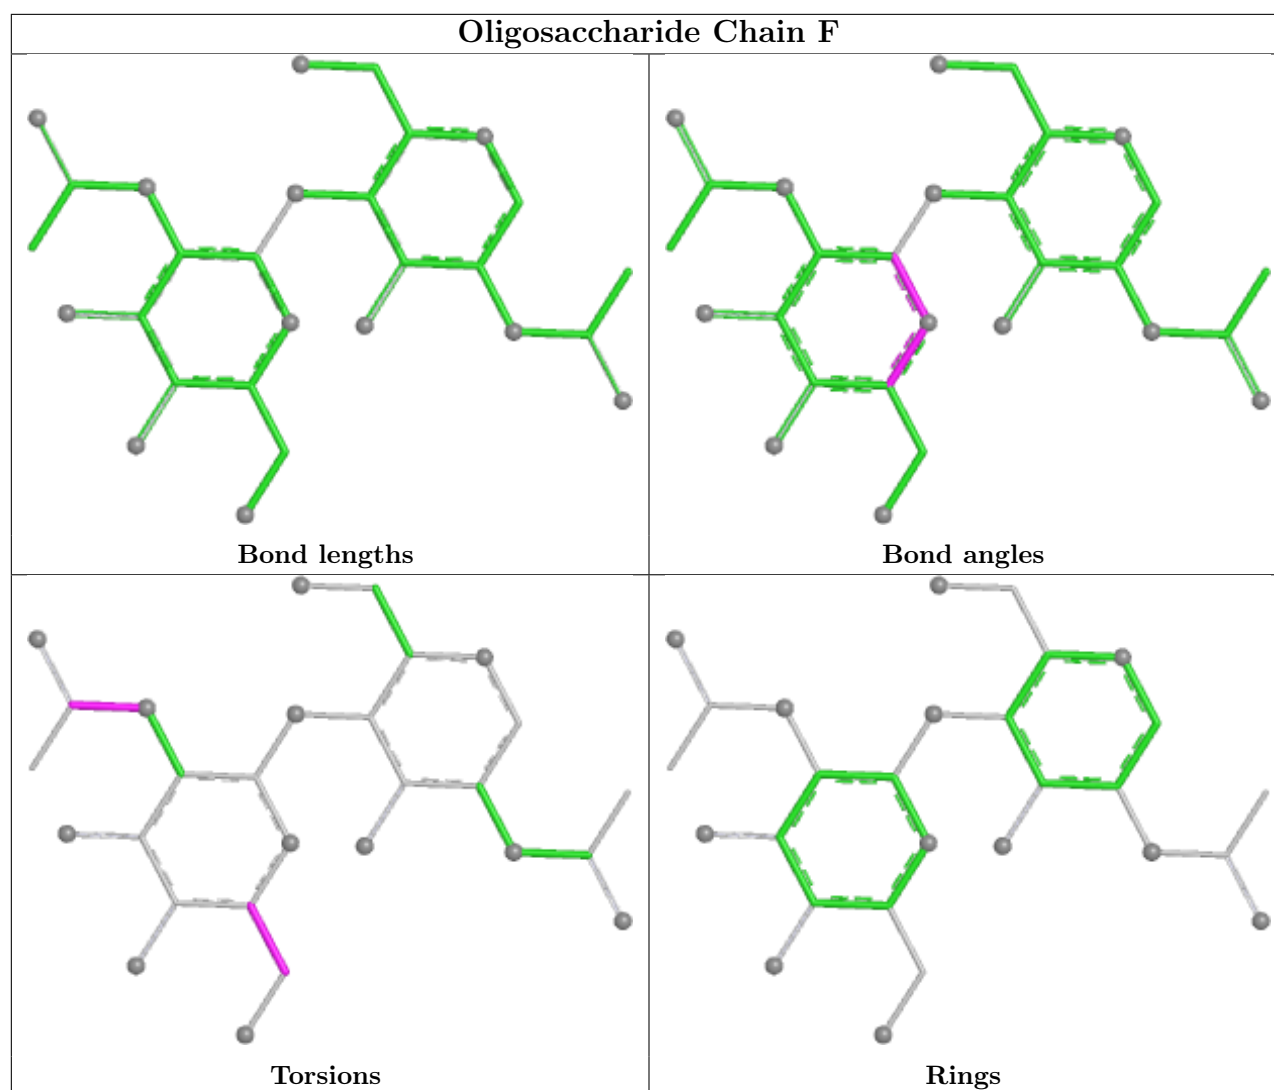 Oligosaccharide Chain F
Bond lengths
Bond angles
Torsions
Rings